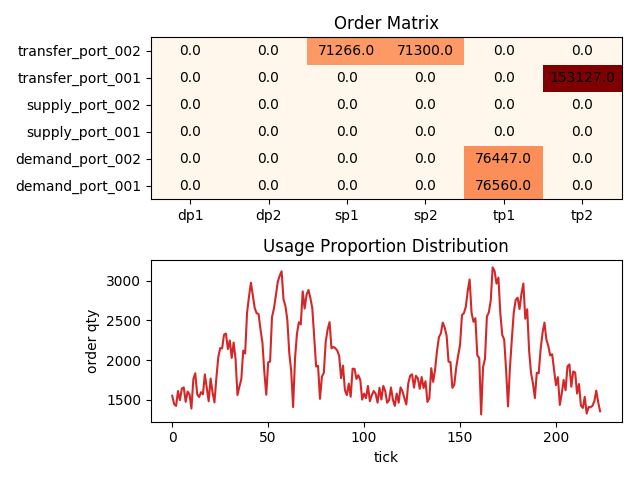 Order Matrix
transfer_port_002 0.0 0.0 71266.0 71300.0 0.0 0.0
transfer_port_001 0.0 0.0 0.0 0.0 0.0 153127.0
supply_port_002 0.0 0.0 0.0 0.0 0.0 0.0
supply_port_001 0.0 0.0 0.0 0.0 0.0 0.0
demand_port_002 0.0 0.0 0.0 0.0 76447.0 0.0
demand_port_001 0.0 0.0 0.0 0.0 76560.0 0.0
dp1 dp2 sp1 sp2 tp1 tp2
Usage Proportion Distribution
order qty
3000
2500
2000
1500
0 50 100 150 200
tick